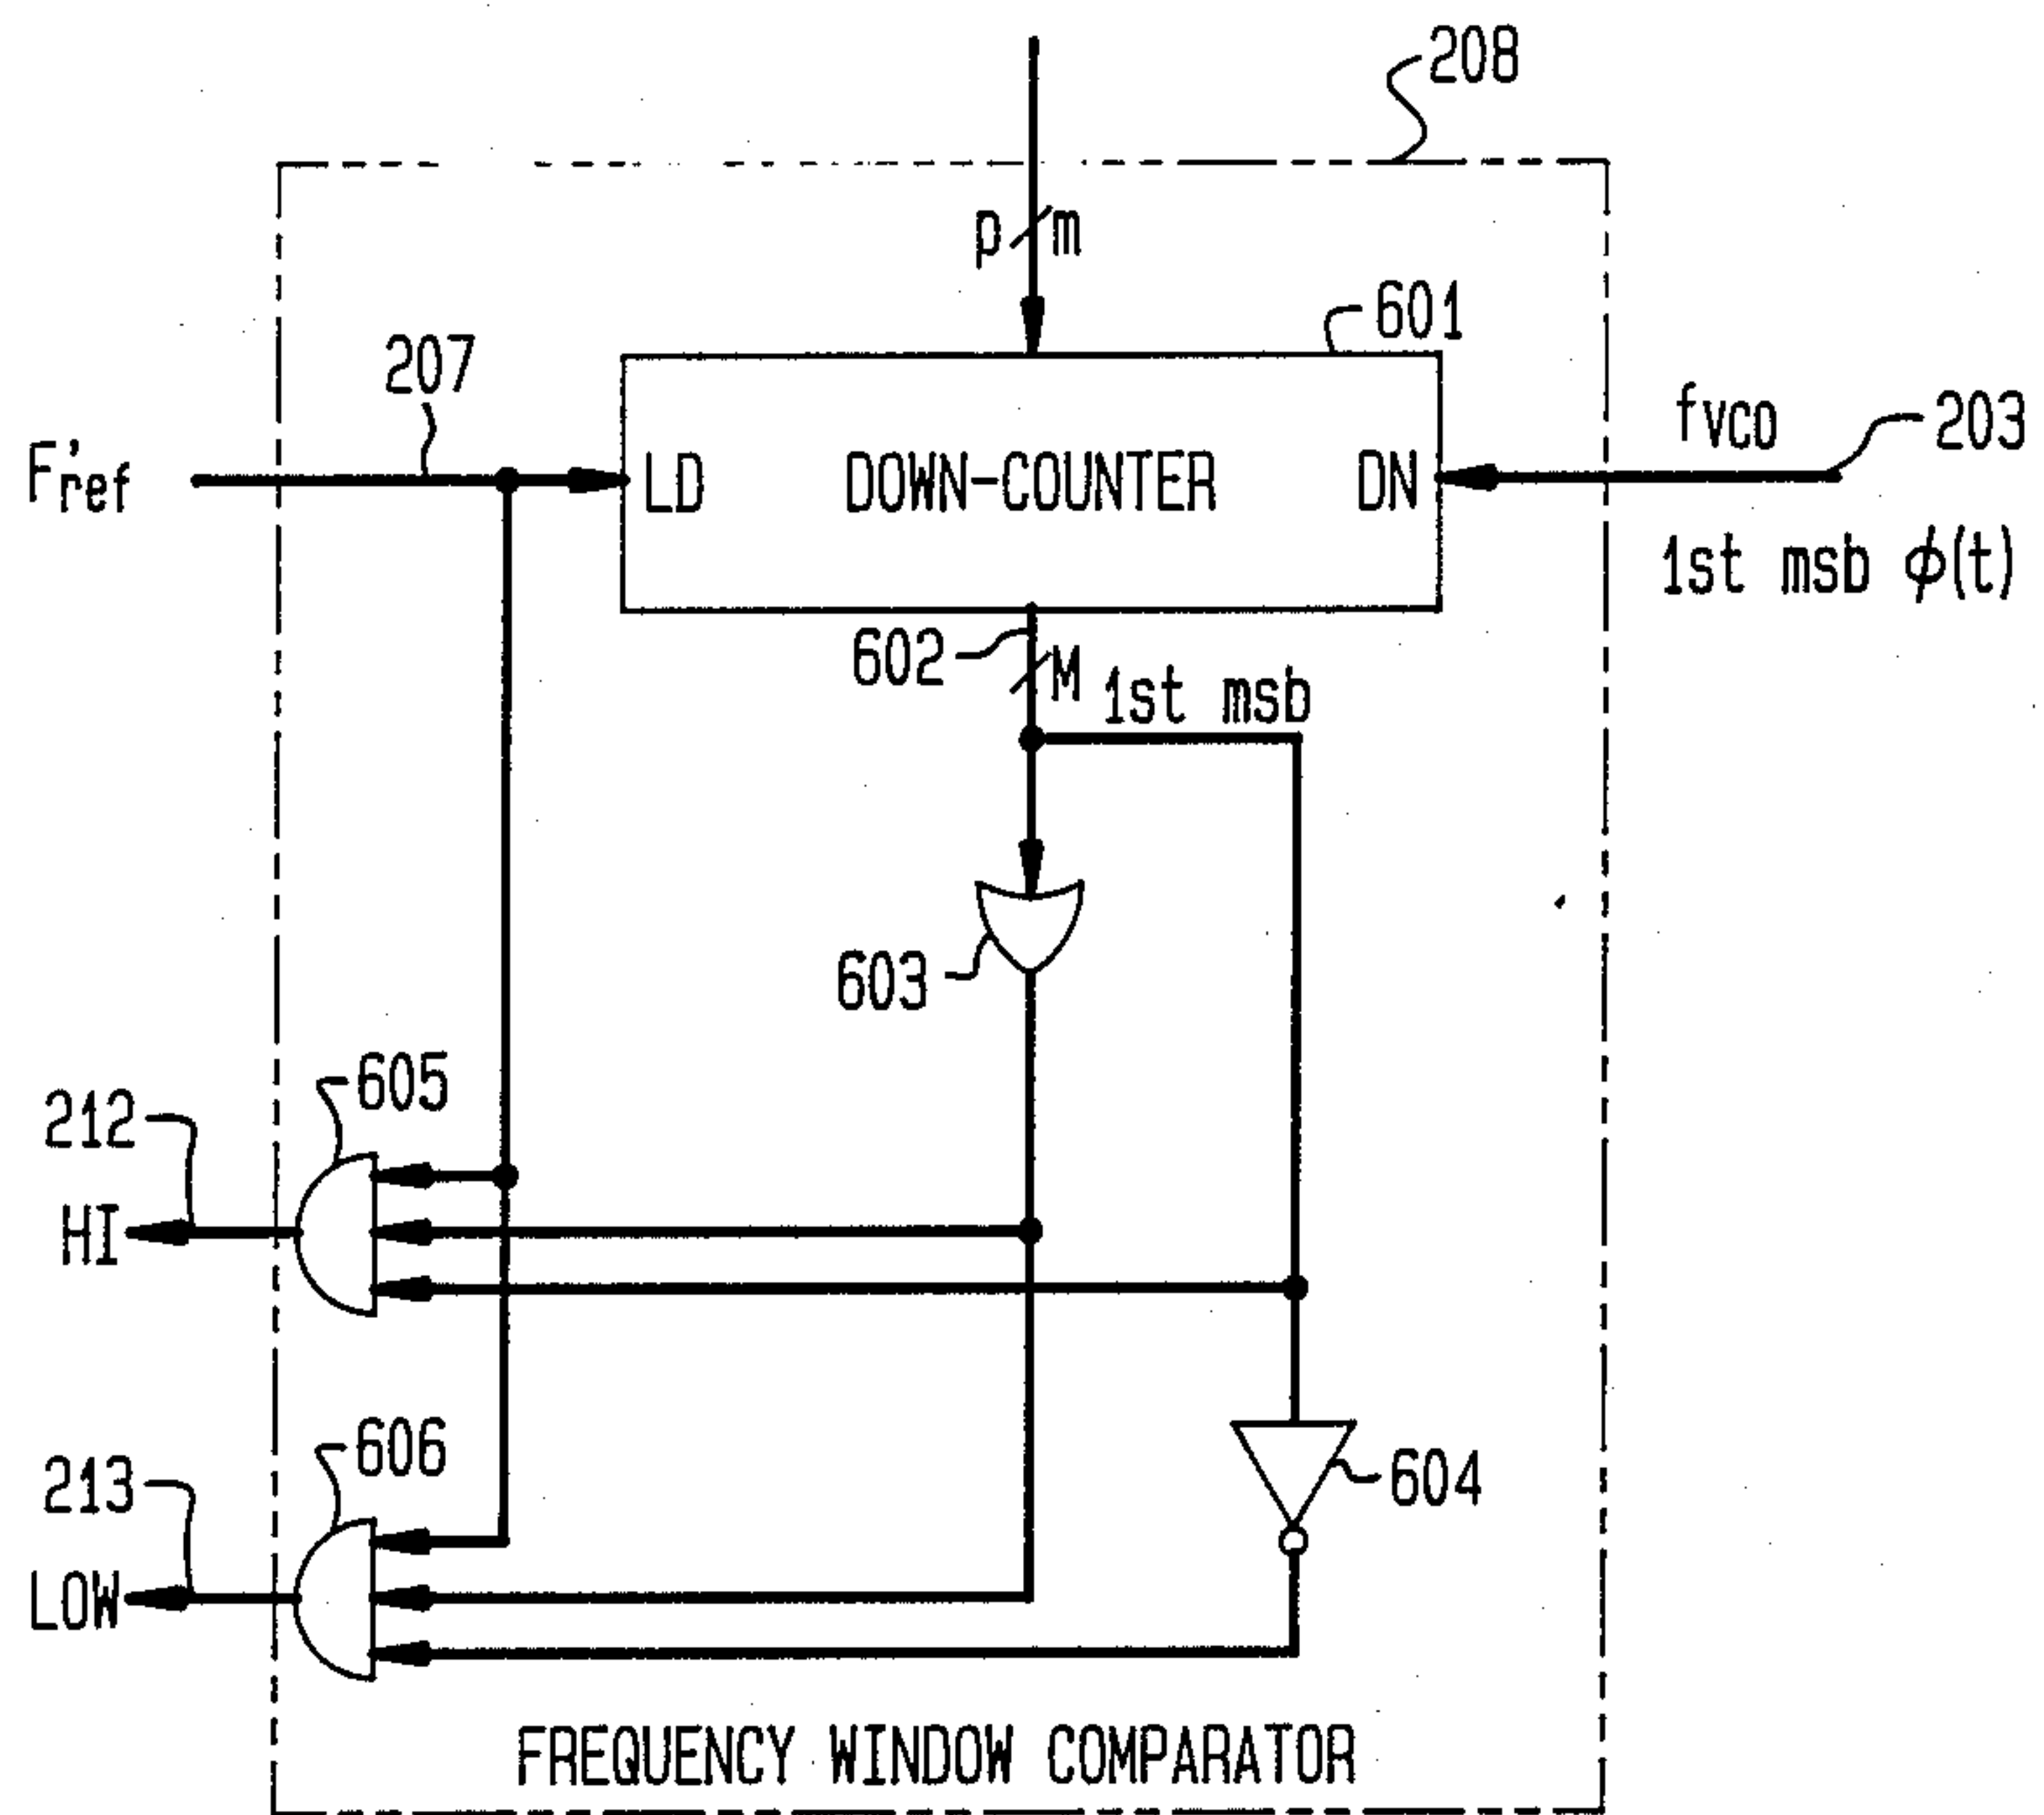 208
p m
601
207
fvco
203
F'ref
LD
DOWN-COUNTER
DN
1st msb ϕ(t)
602
M
1st msb
603
605
212
HI
606
213
604
LOW
FREQUENCY WINDOW COMPARATOR